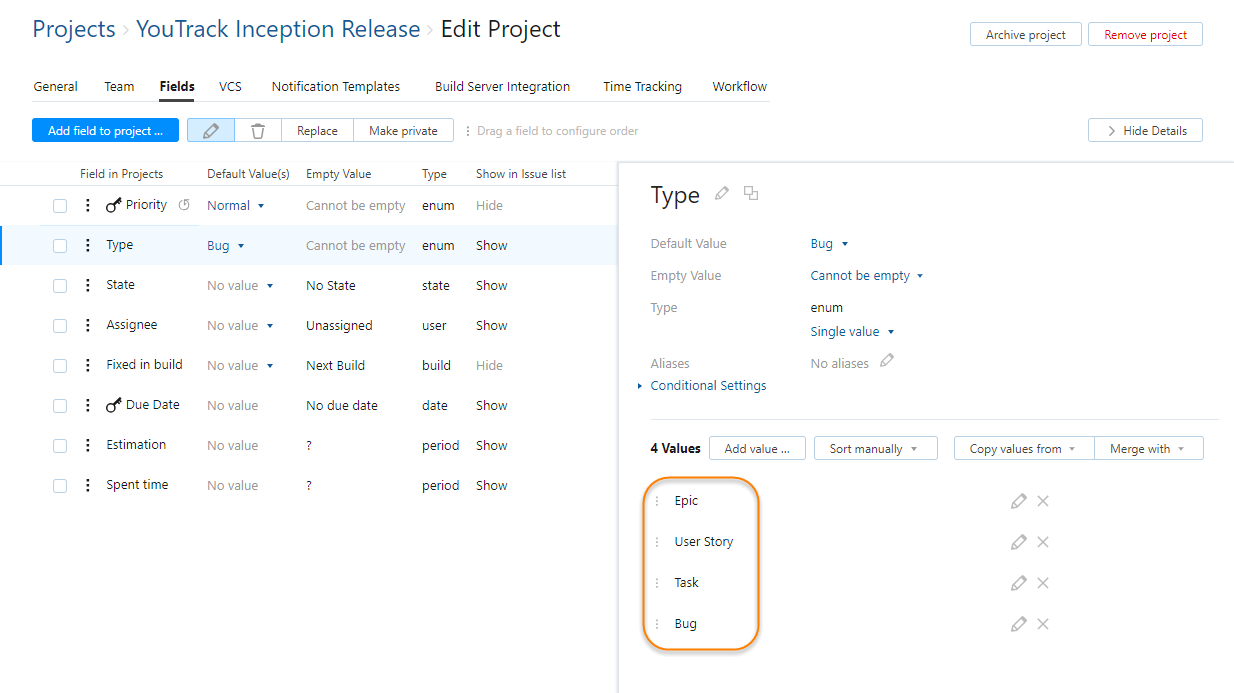 Projects › YouTrack Inception Release › Edit Project
Archive project
Remove project
General Team Fields VCS Notification Templates Build Server Integration Time Tracking Workflow
Add field to project ... Replace Make private Drag a field to configure order
Hide Details
Field in Projects Default Value(s) Empty Value Type Show in Issue list
Priority Normal Cannot be empty enum Hide
Type Bug Cannot be empty enum Show
State No value No State state Show
Assignee No value Unassigned user Show
Fixed in build No value Next Build build Hide
Due Date No value No due date date Show
Estimation No value ? period Show
Spent time No value ? period Show
Type
Default Value Bug
Empty Value Cannot be empty
Type enum
Single value
Aliases No aliases
Conditional Settings
4 Values Add value ... Sort manually Copy values from Merge with
Epic
User Story
Task
Bug